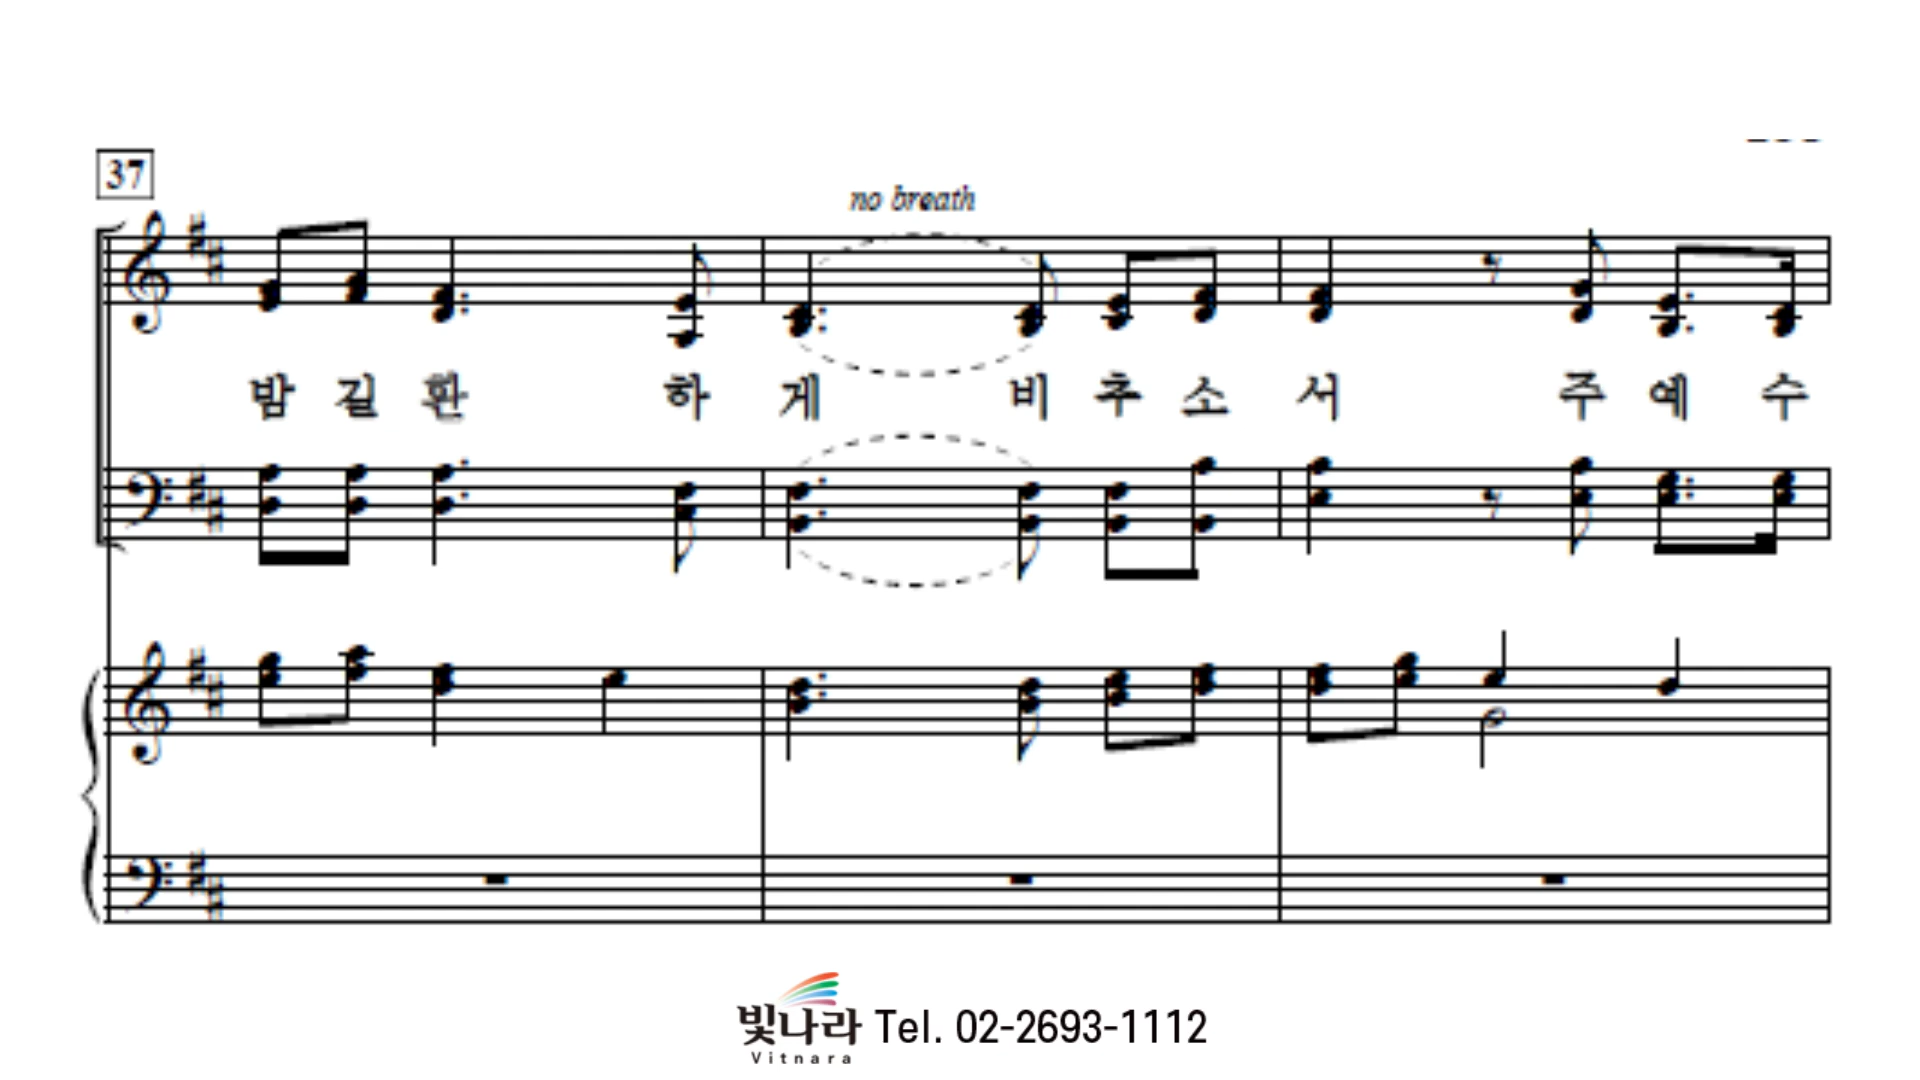 37
no breath
밤 길 환 하 게 비 추 소 서 주 예 수
빛나라 Tel. 02-2693-1112
Vitnara